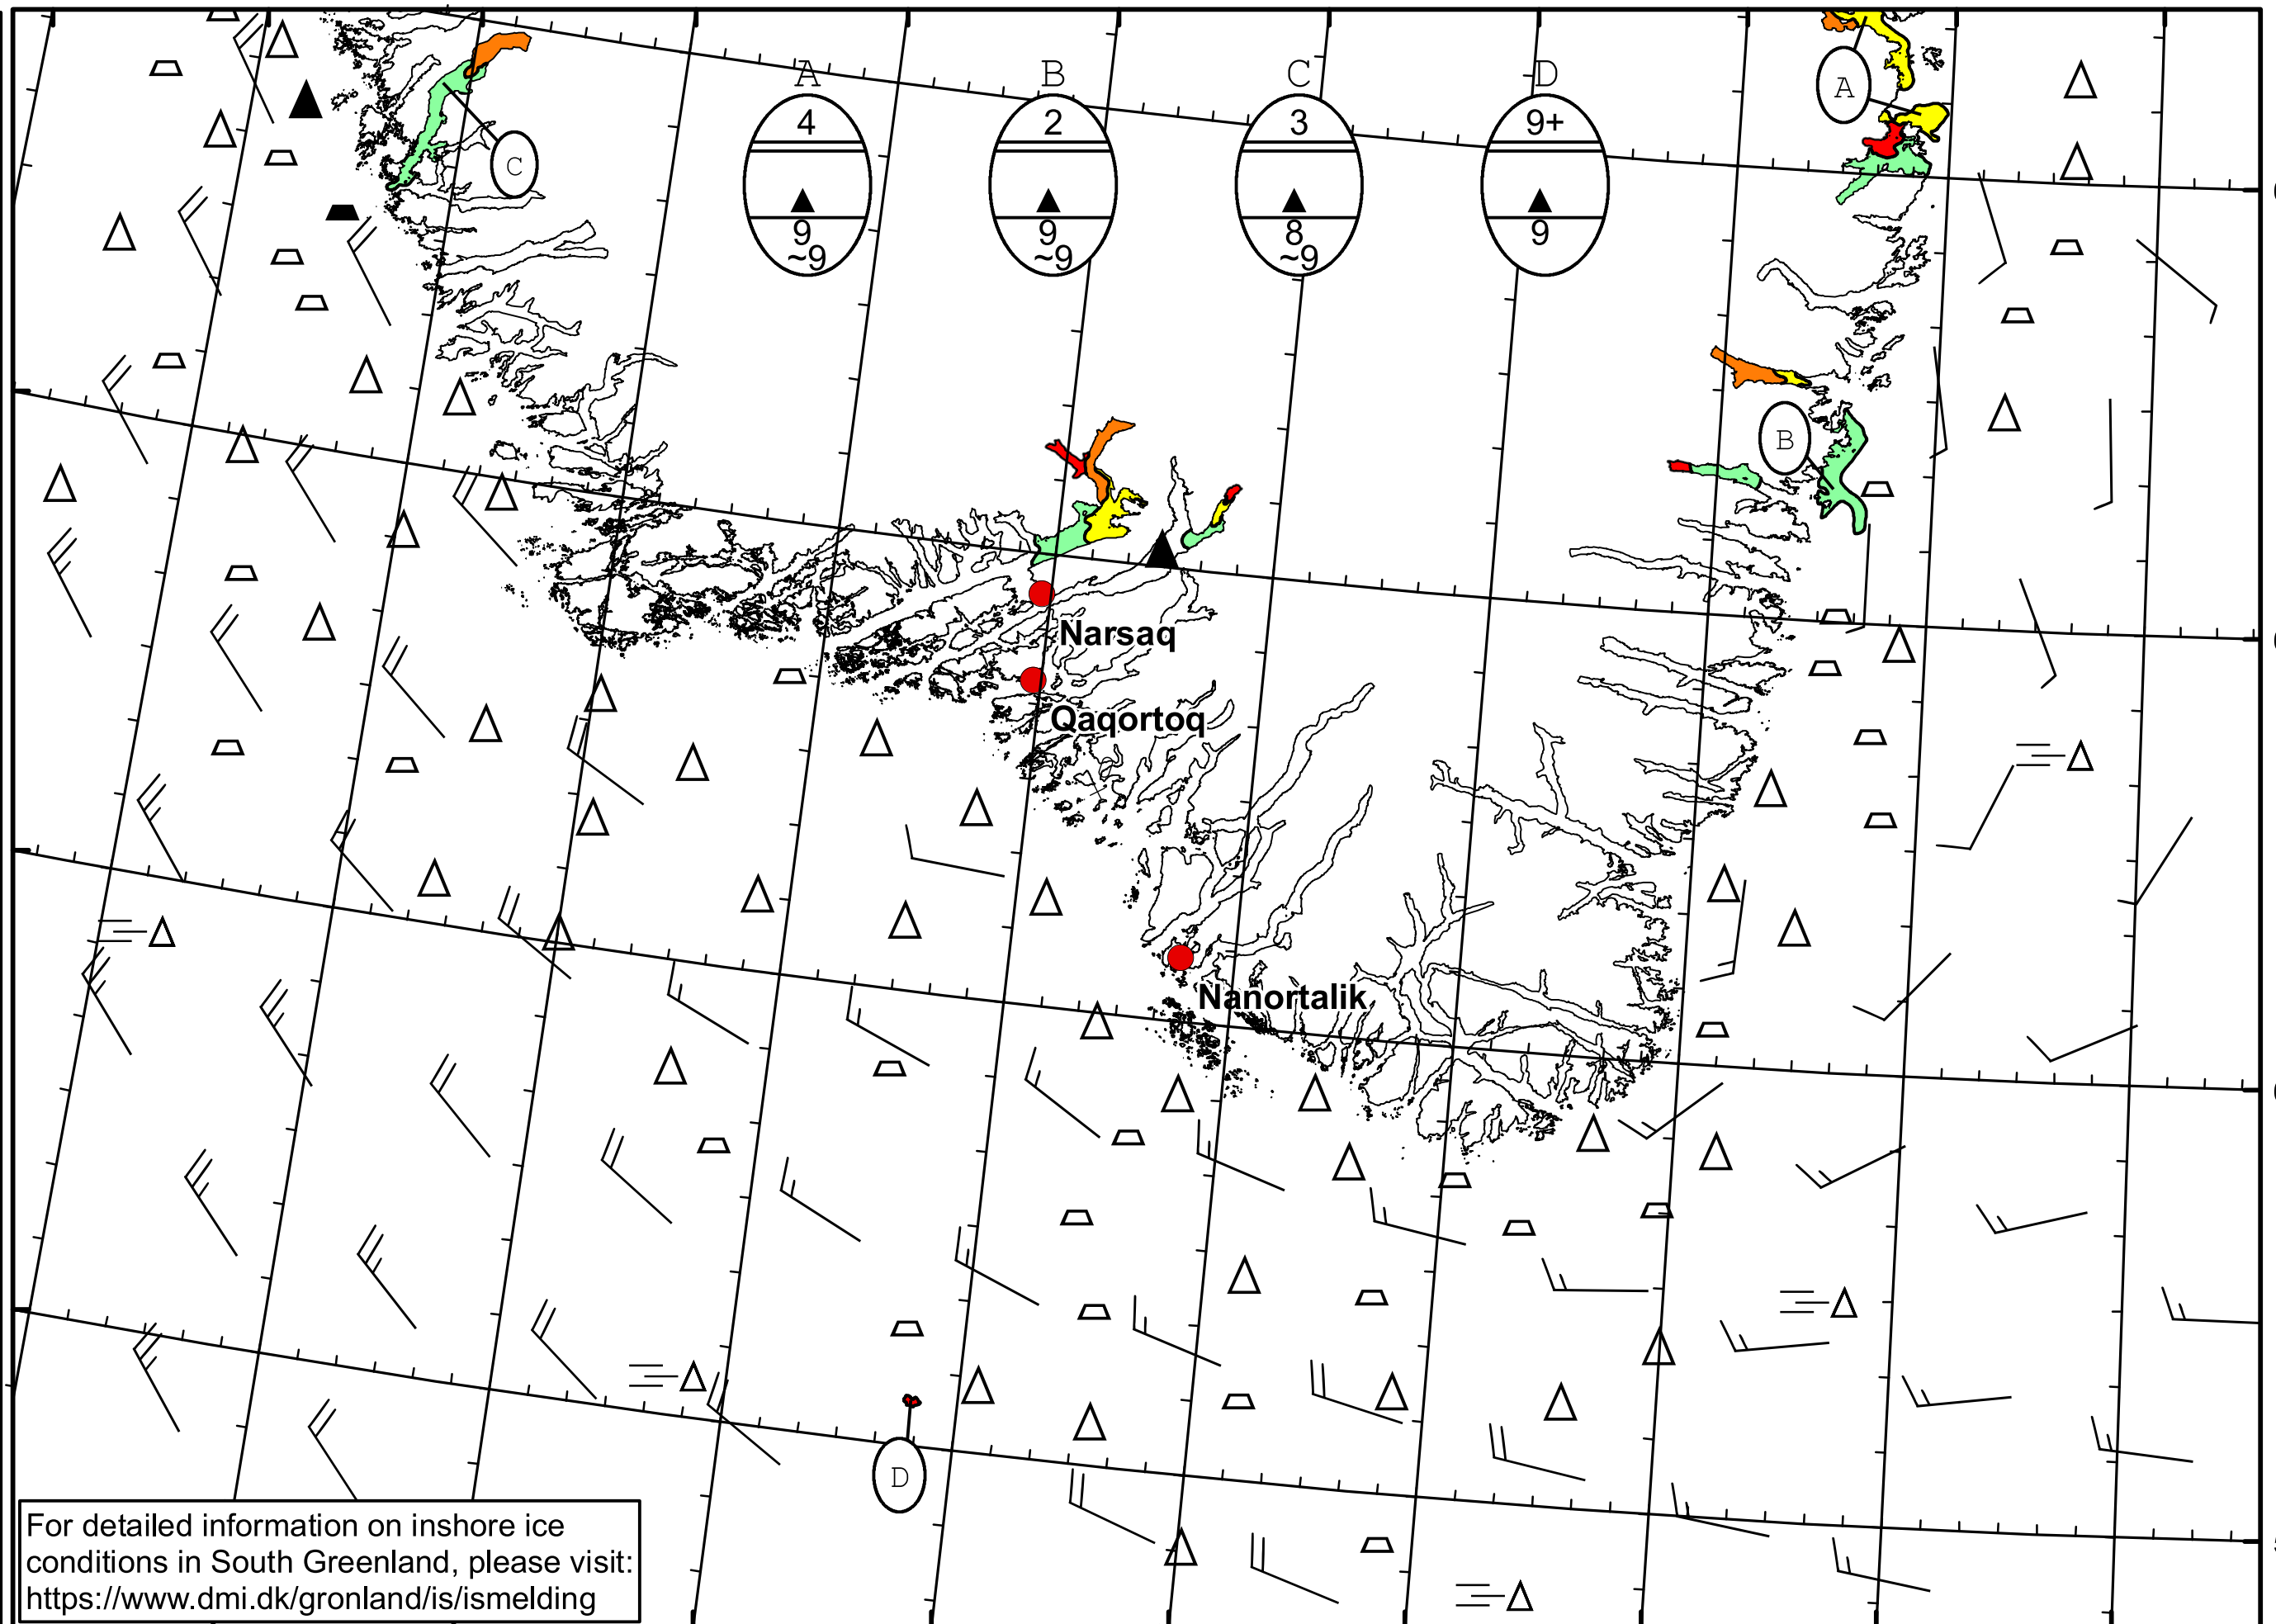 A B C D
4 2 3 9+
9 9 8 9
~9 ~9 ~9
A
C
B
Narsaq
Qaqortoq
Nanortalik
D
For detailed information on inshore ice
conditions in South Greenland, please visit:
https://www.dmi.dk/gronland/is/ismelding